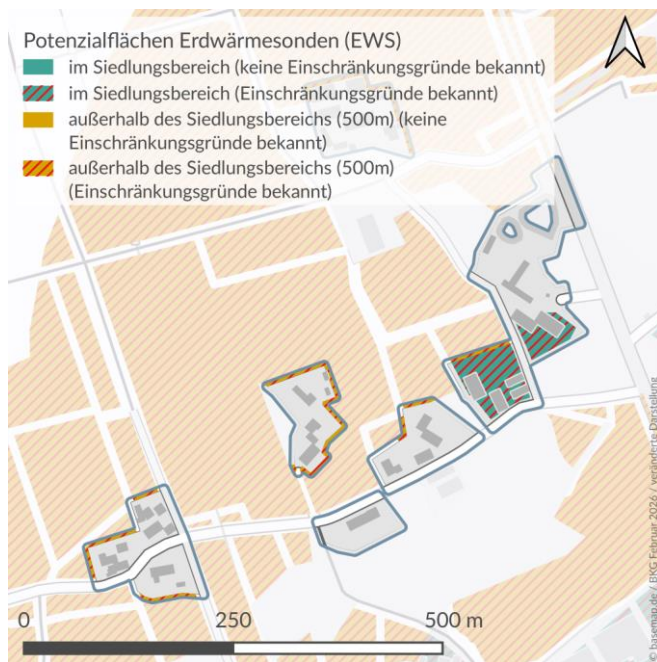 Potenzialflächen Erdwärmesonden (EWS)
im Siedlungsbereich (keine Einschränkungsgründe bekannt)
im Siedlungsbereich (Einschränkungsgründe bekannt)
außerhalb des Siedlungsbereichs (500m) (keine
Einschränkungsgründe bekannt)
außerhalb des Siedlungsbereichs (500m)
(Einschränkungsgründe bekannt)
0 250 500 m
© basemap.de / BKG Februar 2026 / veränderte Darstellung